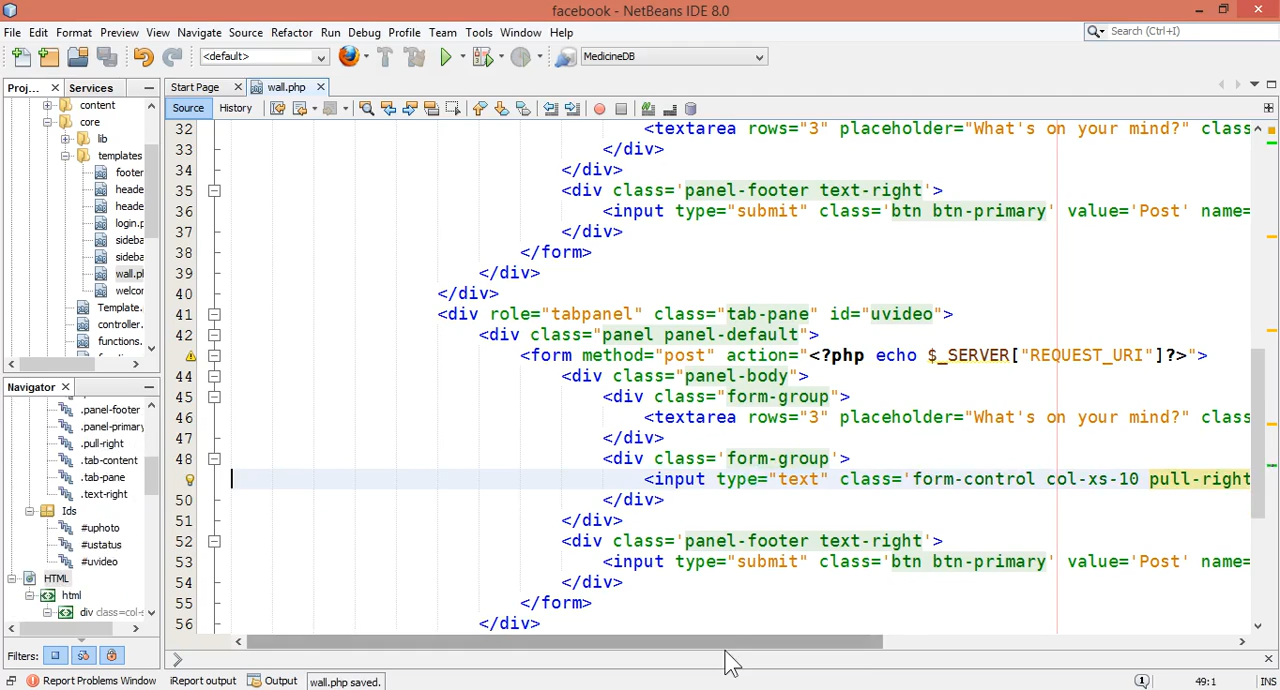 facebook - NetBeans IDE 8.0
File Edit Format Preview View Navigate Source Refactor Run Debug Profile Team Tools Window Help
Search (Ctrl+I)
<default>
MedicineDB
Proj... Services
Start Page
wall.php
Source History
content
core
lib
templates
footer
heade
heade
login.p
sideba
sideba
wall.pl
welco
Template.
controller.
functions.
Navigator
.panel-footer
.panel-primary
.pull-right
.tab-content
.tab-pane
.text-right
Ids
#uphoto
#ustatus
#uvideo
HTML
html
div class=col-s
Filters:
32 <textarea rows="3" placeholder="What's on your mind?" class
33 </div>
34 </div>
35 <div class='panel-footer text-right'>
36 <input type="submit" class='btn btn-primary' value='Post' name=
37 </div>
38 </form>
39 </div>
40 </div>
41 <div role="tabpanel" class="tab-pane" id="uvideo">
42 <div class="panel panel-default">
<form method="post" action="<?php echo $_SERVER["REQUEST_URI"]?>">
44 <div class="panel-body">
45 <div class="form-group">
46 <textarea rows="3" placeholder="What's on your mind?" class
47 </div>
48 <div class='form-group'>
<input type="text" class='form-control col-xs-10 pull-right
50 </div>
51 </div>
52 <div class='panel-footer text-right'>
53 <input type="submit" class='btn btn-primary' value='Post' name=
54 </div>
55 </form>
56 </div>
Report Problems Window iReport output Output wall.php saved.
1
49:1 INS